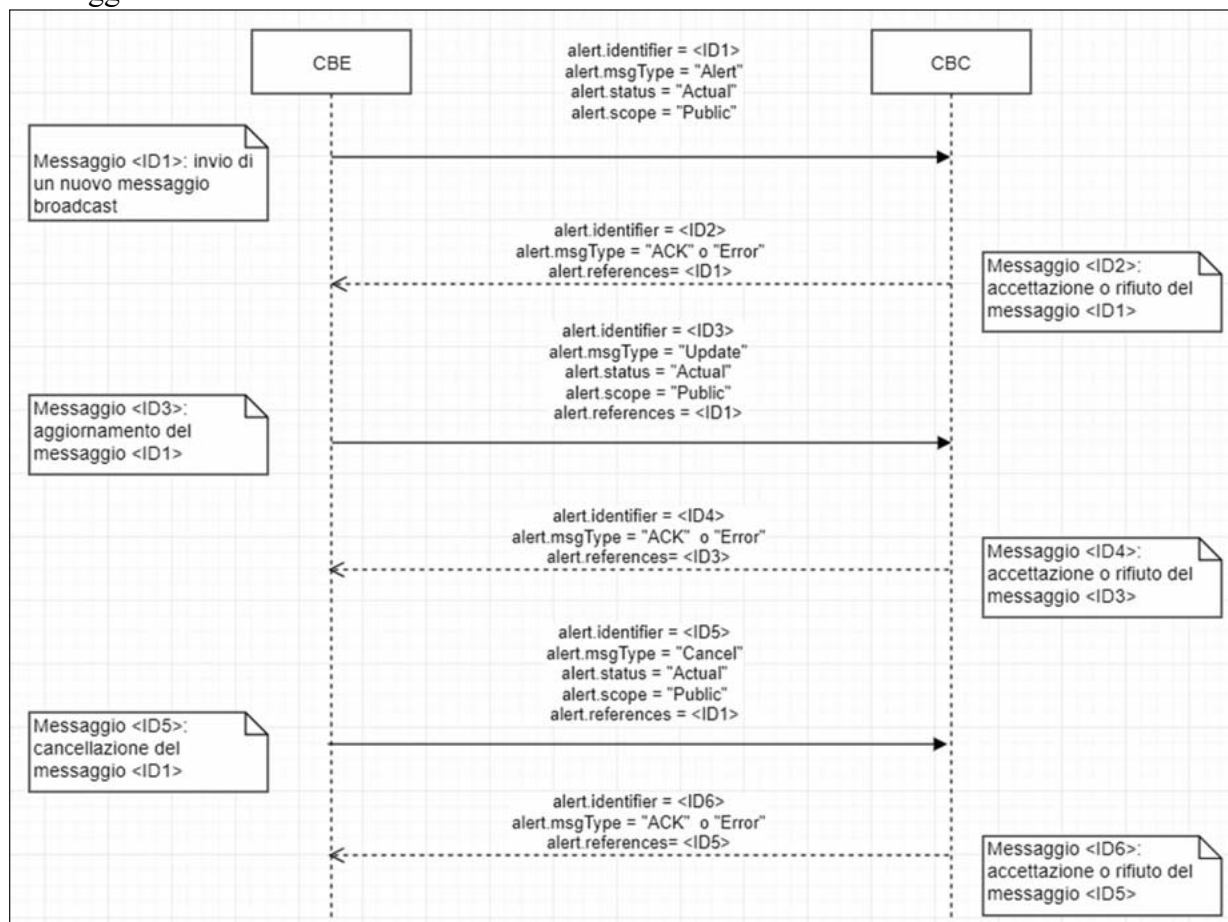 CBE
CBC
alert.identifier = <ID1>
alert.msgType = "Alert"
alert.status = "Actual"
alert.scope = "Public"
Messaggio <ID1>: invio di
un nuovo messaggio
broadcast
alert.identifier = <ID2>
alert.msgType = "ACK" o "Error"
alert.references= <ID1>
Messaggio <ID2>:
accettazione o rifiuto del
messaggio <ID1>
alert.identifier = <ID3>
alert.msgType = "Update"
alert.status = "Actual"
alert.scope = "Public"
alert.references = <ID1>
Messaggio <ID3>:
aggiornamento del
messaggio <ID1>
alert.identifier = <ID4>
alert.msgType = "ACK" o "Error"
alert.references= <ID3>
Messaggio <ID4>:
accettazione o rifiuto del
messaggio <ID3>
alert.identifier = <ID5>
alert.msgType = "Cancel"
alert.status = "Actual"
alert.scope = "Public"
alert.references = <ID1>
Messaggio <ID5>:
cancellazione del
messaggio <ID1>
alert.identifier = <ID6>
alert.msgType = "ACK" o "Error"
alert.references= <ID5>
Messaggio <ID6>:
accettazione o rifiuto del
messaggio <ID5>